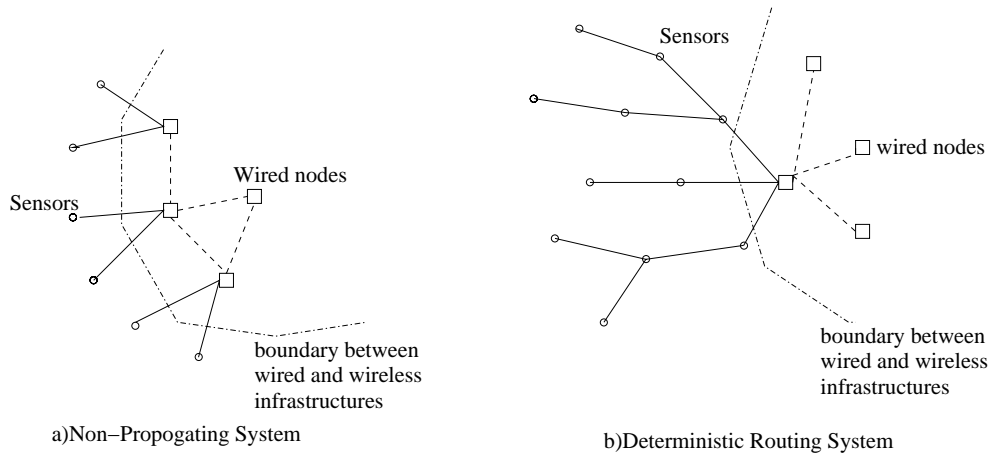 Sensors
Wired nodes
boundary between
wired and wireless
infrastructures
a)Non−Propogating System
Sensors
wired nodes
boundary between
wired and wireless
infrastructures
b)Deterministic Routing System